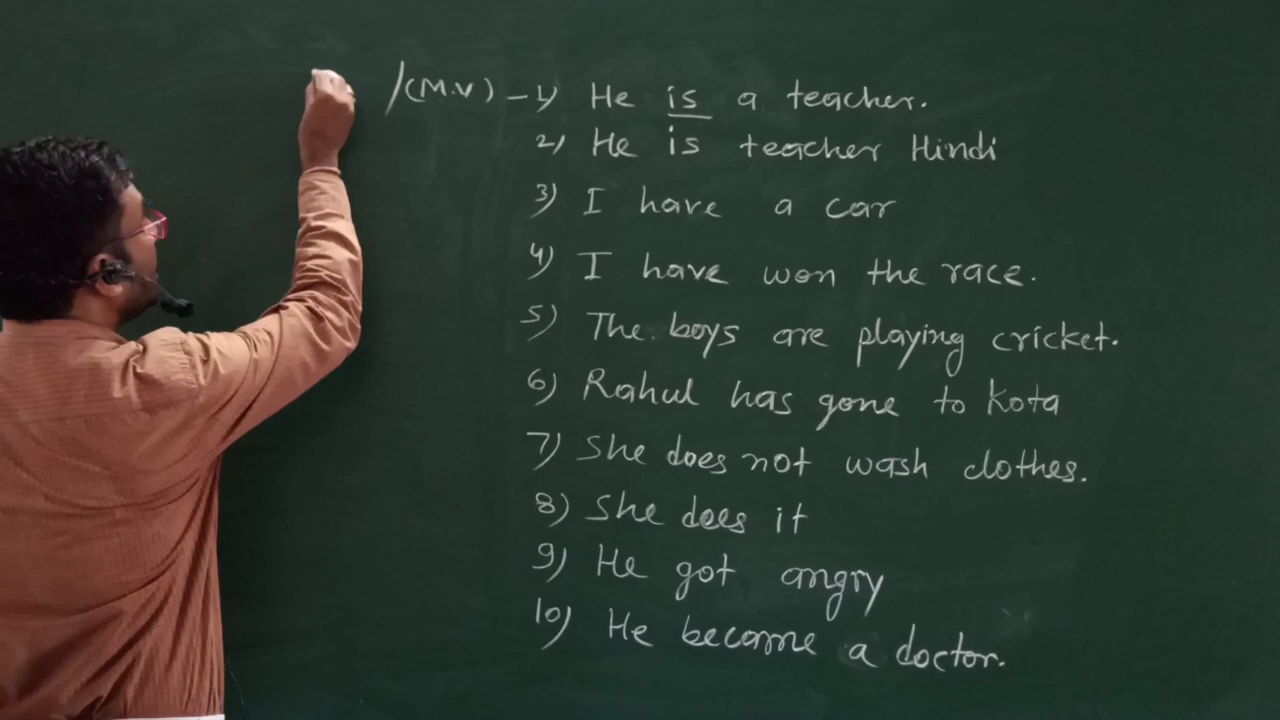 /(M.V) - 1) He is a teacher.
2) He is teacher Hindi
3) I have a car
4) I have won the race.
5) The boys are playing cricket.
6) Rahul has gone to Kota
7) She does not wash clothes.
8) She does it
9) He got angry
10) He became a doctor.